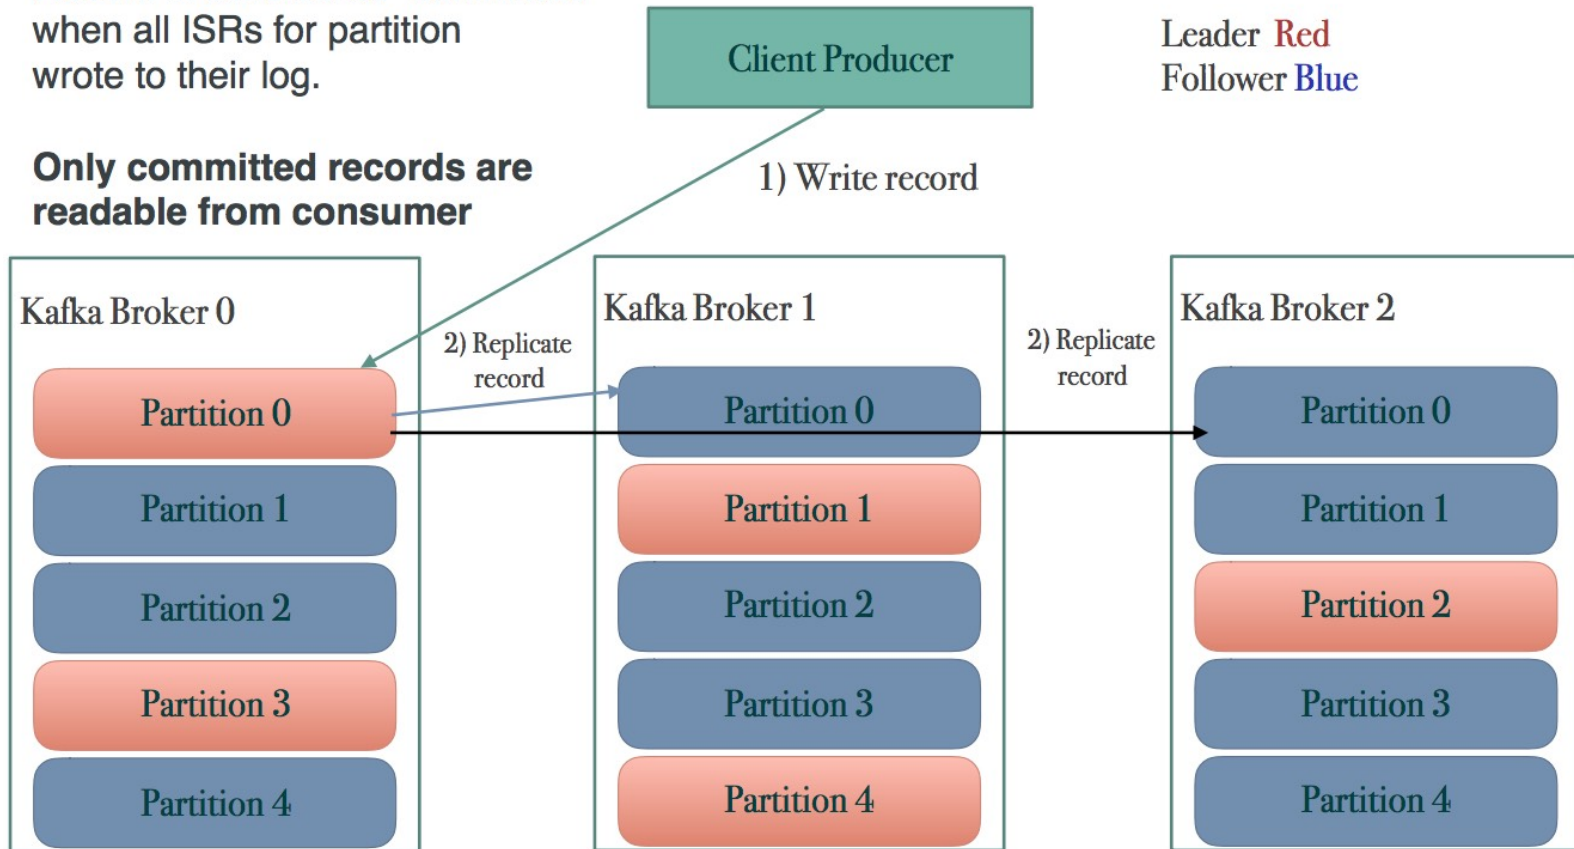 when all ISRs for partition
wrote to their log.
Only committed records are
readable from consumer
Client Producer
Leader Red
Follower Blue
1) Write record
Kafka Broker 0
2) Replicate
record
Partition 0
Partition 1
Partition 2
Partition 3
Partition 4
Kafka Broker 1
2) Replicate
record
Partition 0
Partition 1
Partition 2
Partition 3
Partition 4
Kafka Broker 2
Partition 0
Partition 1
Partition 2
Partition 3
Partition 4